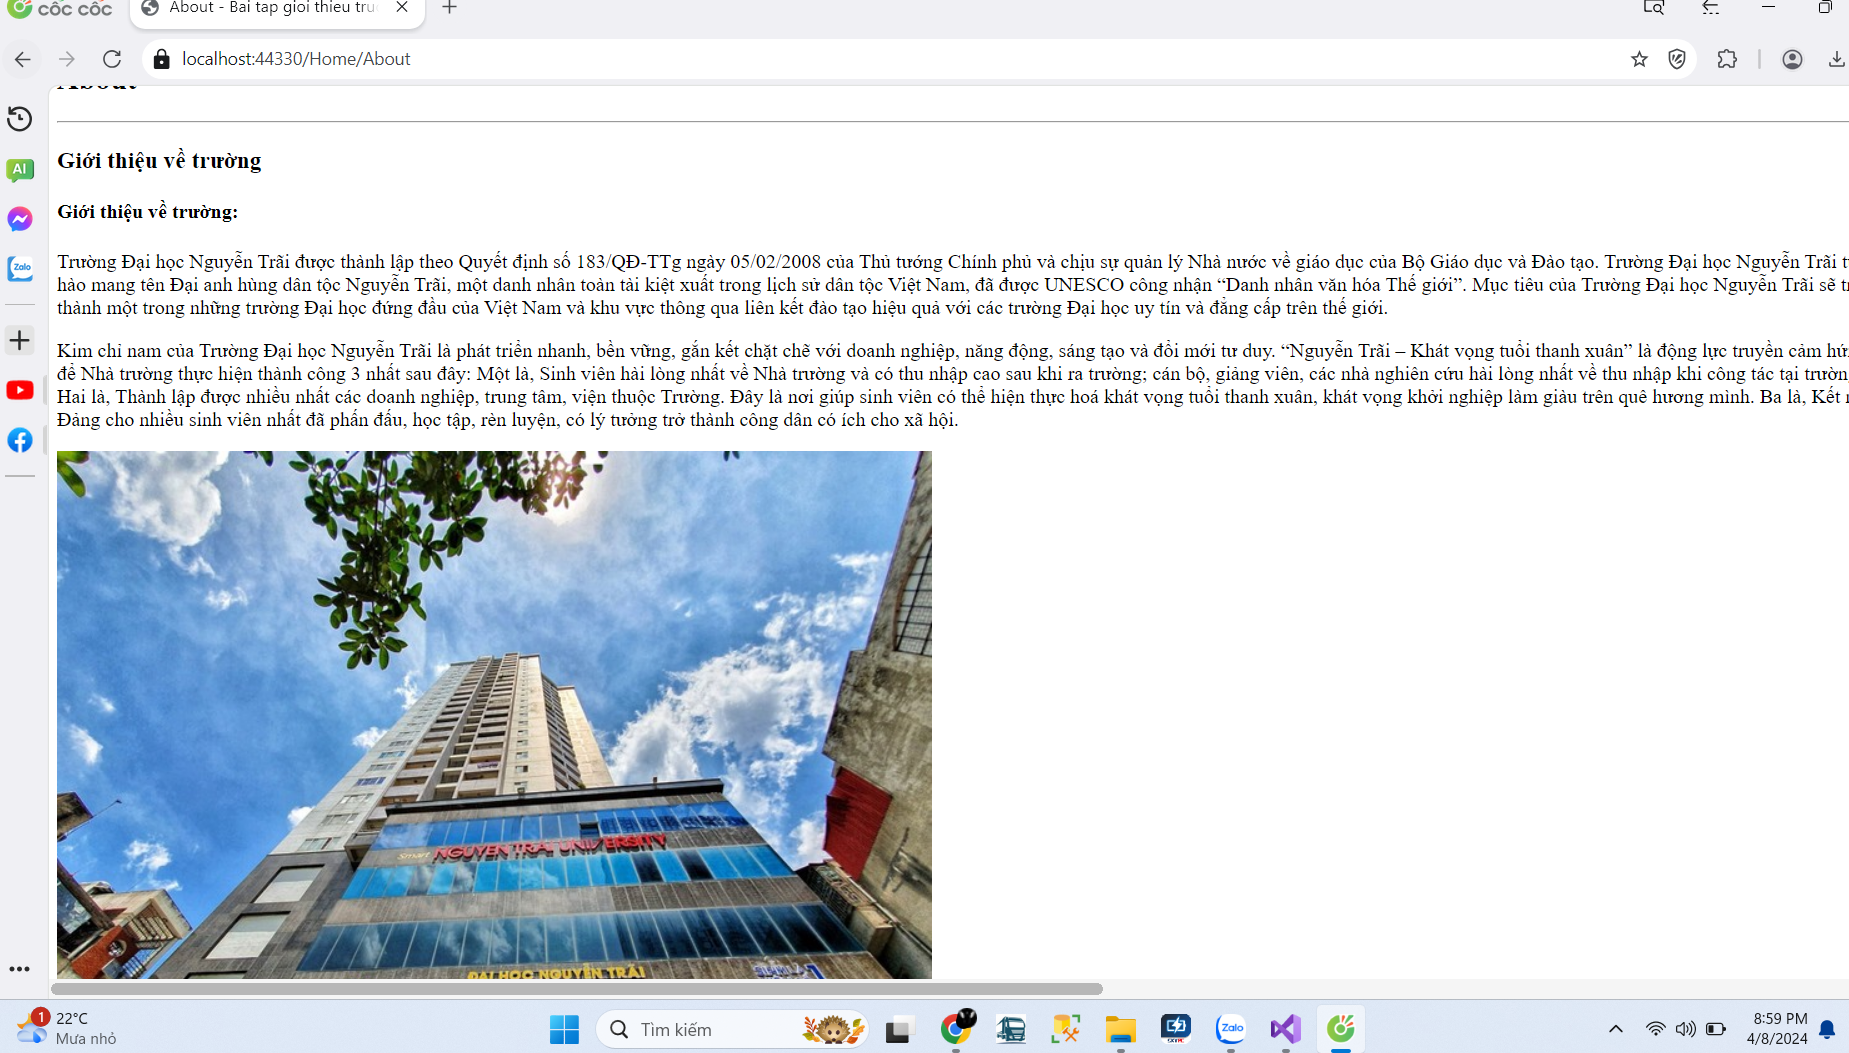 cốc cốc
About - Bai tap gioi thieu tru
localhost:44330/Home/About
About
AI
Zalo
Giới thiệu về trường
Giới thiệu về trường:
Trường Đại học Nguyễn Trãi được thành lập theo Quyết định số 183/QĐ-TTg ngày 05/02/2008 của Thủ tướng Chính phủ và chịu sự quản lý Nhà nước về giáo dục của Bộ Giáo dục và Đào tạo. Trường Đại học Nguyễn Trãi
hào mang tên Đại anh hùng dân tộc Nguyễn Trãi, một danh nhân toàn tài kiệt xuất trong lịch sử dân tộc Việt Nam, đã được UNESCO công nhận “Danh nhân văn hóa Thế giới”. Mục tiêu của Trường Đại học Nguyễn Trãi sẽ
thành một trong những trường Đại học đứng đầu của Việt Nam và khu vực thông qua liên kết đào tạo hiệu quả với các trường Đại học uy tín và đẳng cấp trên thế giới.
Kim chỉ nam của Trường Đại học Nguyễn Trãi là phát triển nhanh, bền vững, gắn kết chặt chẽ với doanh nghiệp, năng động, sáng tạo và đổi mới tư duy. “Nguyễn Trãi – Khát vọng tuổi thanh xuân” là động lực truyền cảm
để Nhà trường thực hiện thành công 3 nhất sau đây: Một là, Sinh viên hài lòng nhất về Nhà trường và có thu nhập cao sau khi ra trường; cán bộ, giảng viên, các nhà nghiên cứu hài lòng nhất về thu nhập khi công tác tại trường
Hai là, Thành lập được nhiều nhất các doanh nghiệp, trung tâm, viện thuộc Trường. Đây là nơi giúp sinh viên có thể hiện thực hoá khát vọng tuổi thanh xuân, khát vọng khởi nghiệp làm giàu trên quê hương mình. Ba là, Kết
Đảng cho nhiều sinh viên nhất đã phấn đấu, học tập, rèn luyện, có lý tưởng trở thành công dân có ích cho xã hội.
Smart NGUYEN TRAI UNIVERSITY
ĐẠI HỌC NGUYỄN TRÃI
1
22°C
Mưa nhỏ
Tìm kiếm
Zalo
8:59 PM
4/8/2024